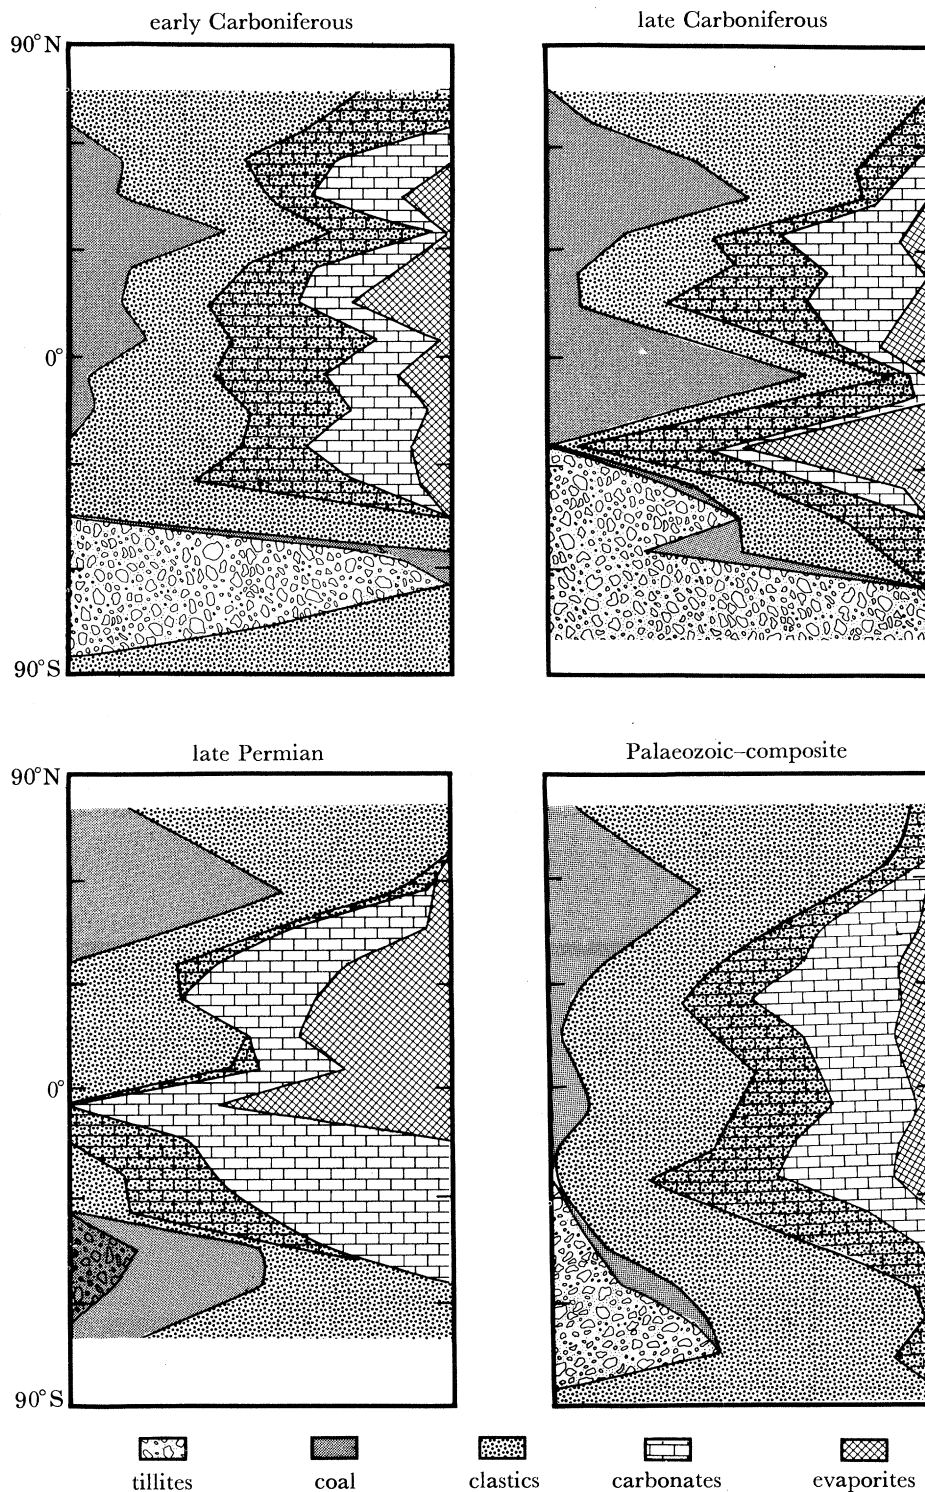 early Carboniferous
late Carboniferous
90°N
0°
90°S
late Permian
Palaeozoic–composite
90°N
0°
90°S
tillites
coal
clastics
carbonates
evaporites